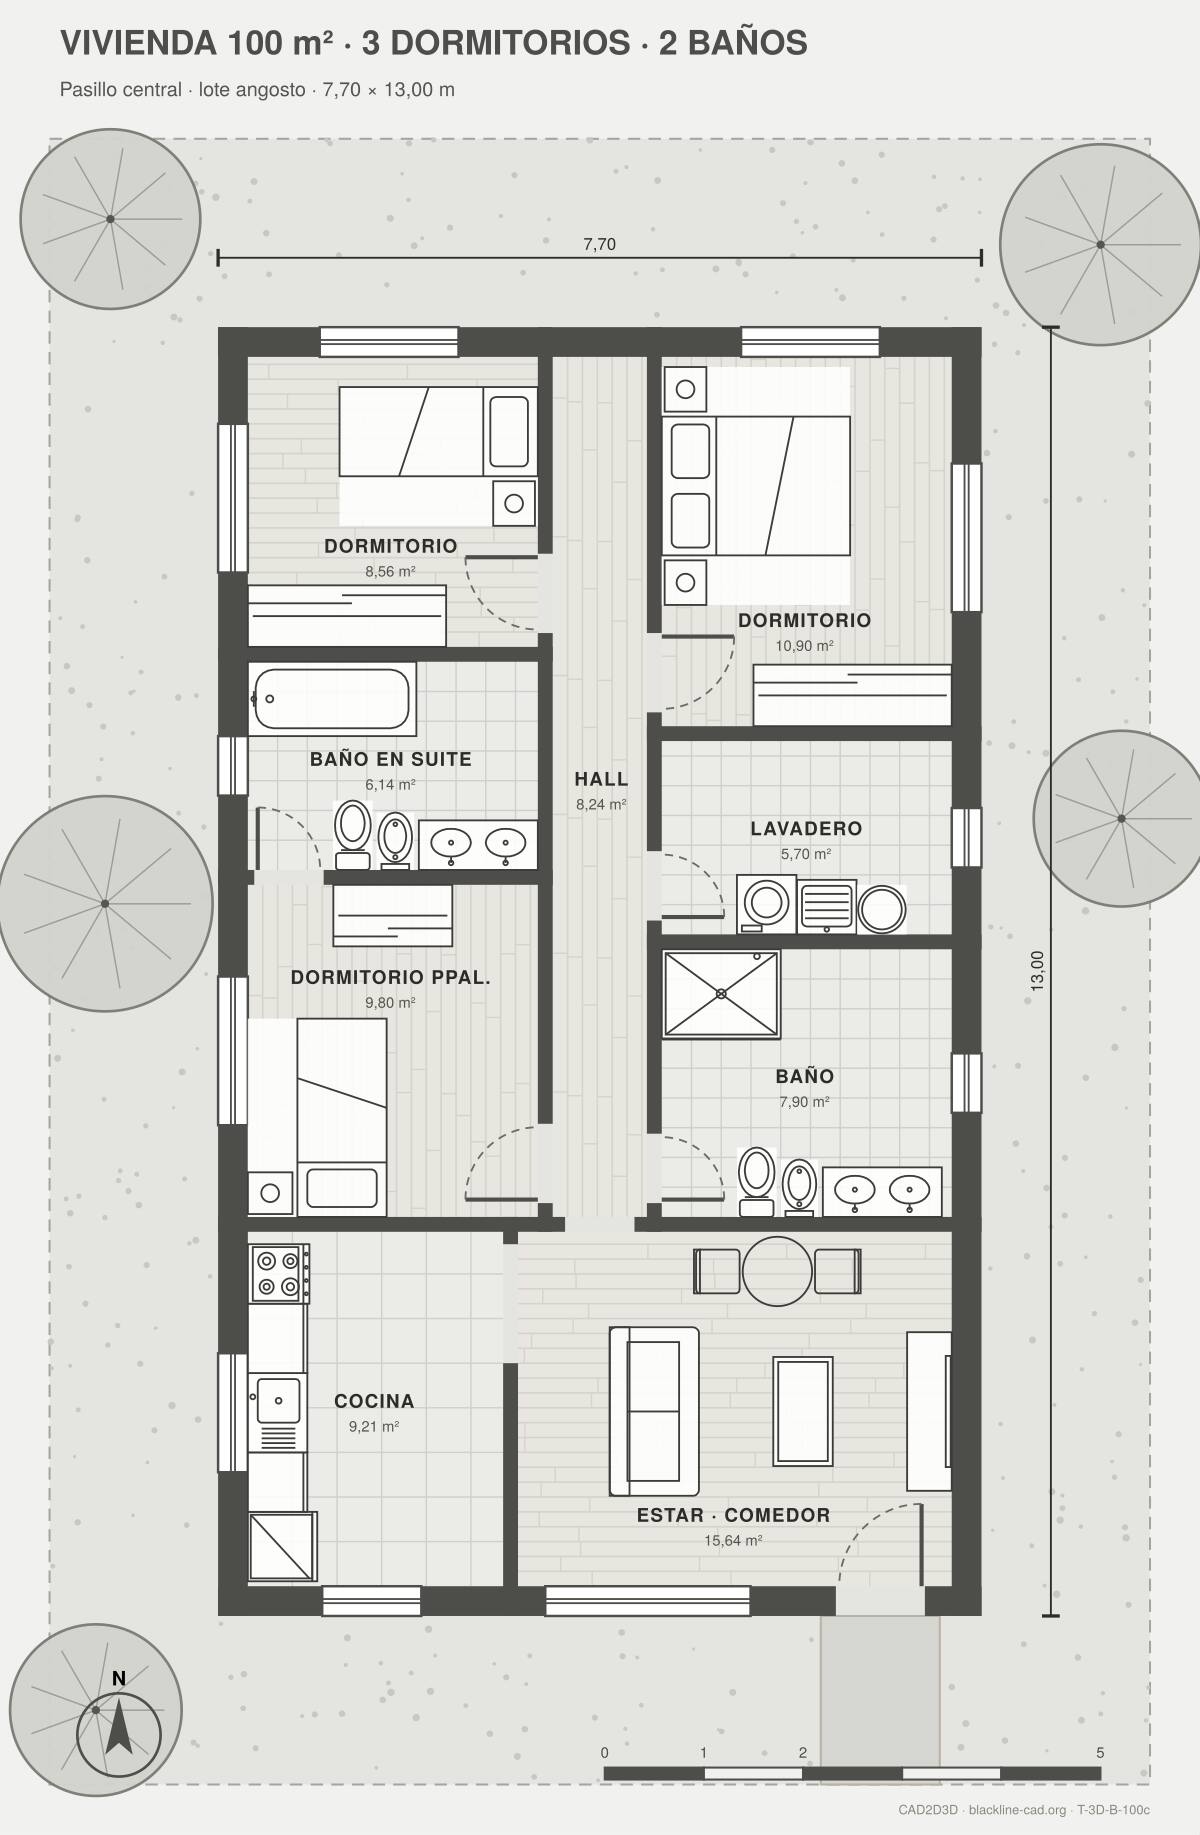 VIVIENDA 100 m² · 3 DORMITORIOS · 2 BAÑOS
Pasillo central · lote angosto · 7,70 × 13,00 m
7,70
DORMITORIO
8,56 m²
DORMITORIO
10,90 m²
BAÑO EN SUITE
6,14 m²
HALL
8,24 m²
LAVADERO
5,70 m²
DORMITORIO PPAL.
9,80 m²
13,00
BAÑO
7,90 m²
COCINA
9,21 m²
ESTAR · COMEDOR
15,64 m²
N
0 1 2 5
CAD2D3D · blackline-cad.org · T-3D-B-100c